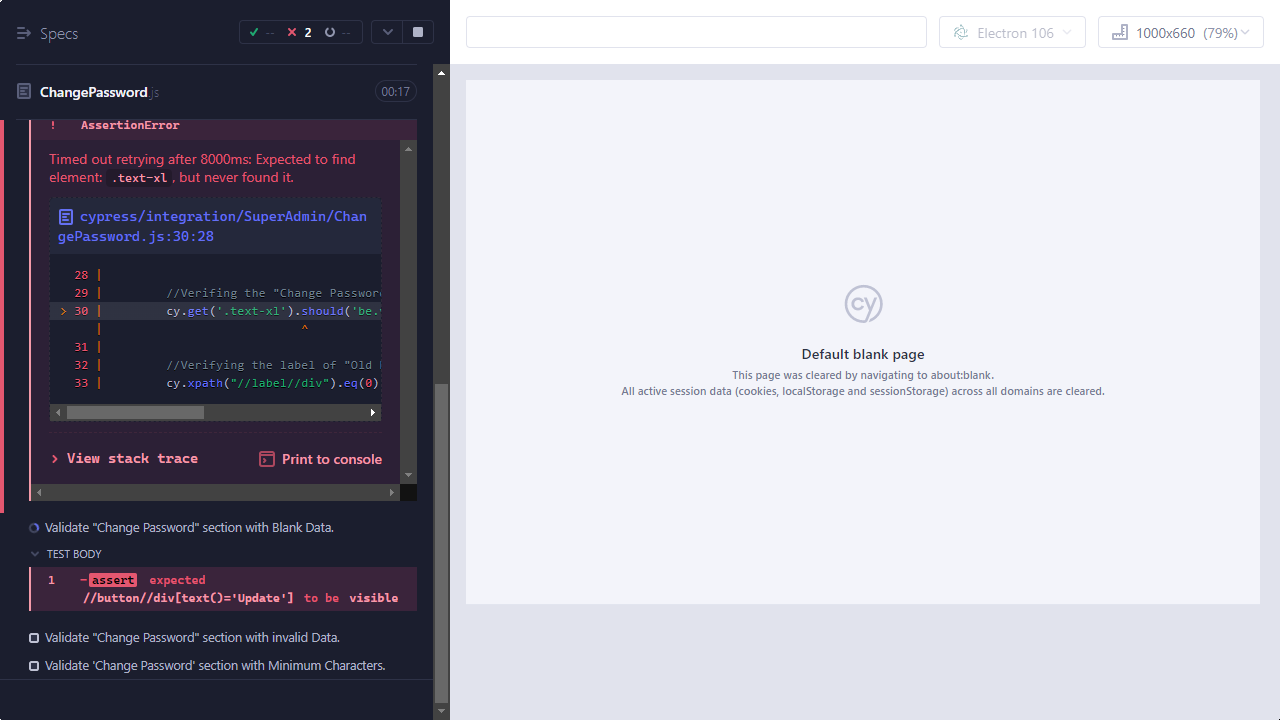 Specs
-- 2 --
Electron 106
1000x660 (79%)
ChangePassword.js
00:17
! AssertionError
Timed out retrying after 8000ms: Expected to find
element: .text-xl, but never found it.
cypress/integration/SuperAdmin/Chan
gePassword.js:30:28
28 |
29 | //Verifing the "Change Passwor
> 30 | cy.get('.text-xl').should('be.
| ^
31 |
32 | //Verifying the label of "Old
33 | cy.xpath("//label//div").eq(0)
> View stack trace
Print to console
Validate "Change Password" section with Blank Data.
TEST BODY
1 -assert expected
//button//div[text()='Update'] to be visible
Validate "Change Password" section with invalid Data.
Validate 'Change Password' section with Minimum Characters.
cy
Default blank page
This page was cleared by navigating to about:blank.
All active session data (cookies, localStorage and sessionStorage) across all domains are cleared.